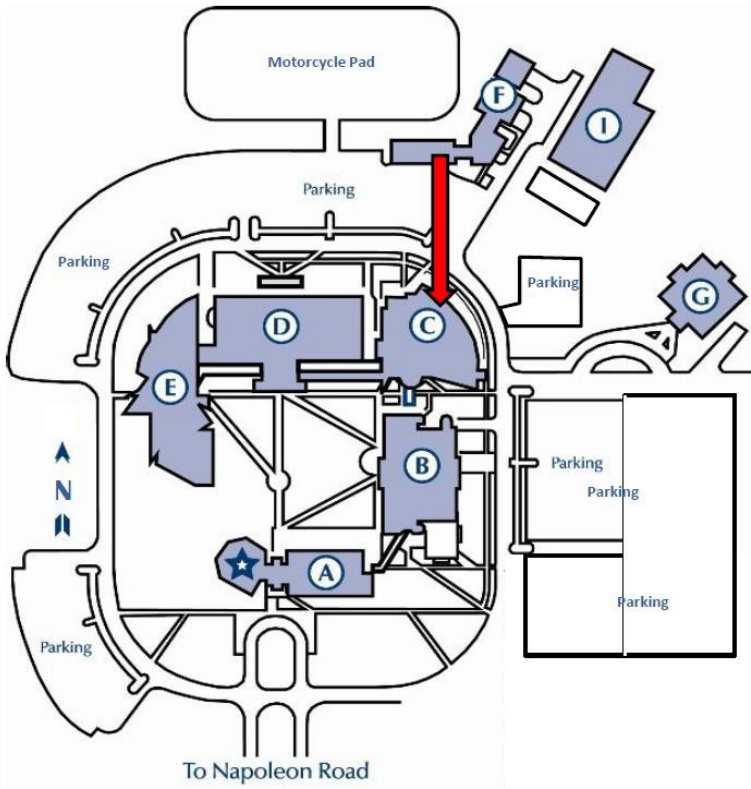 Motorcycle Pad
F
I
Parking
Parking
Parking
G
D
C
E
B
Parking
Parking
N
A
Parking
Parking
To Napoleon Road